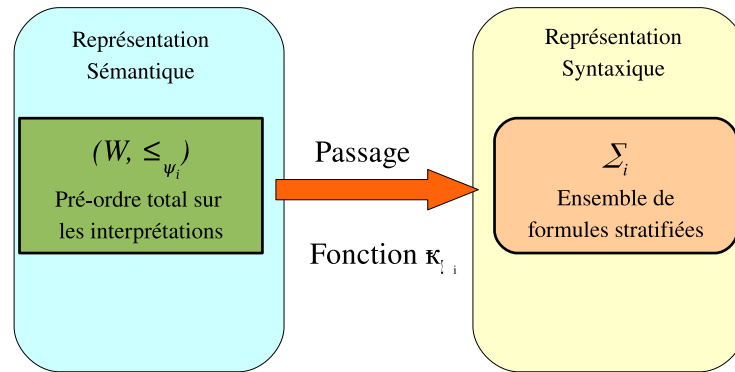 Représentation
Sémantique
(W, ≤ψi)
Pré-ordre total sur
les interprétations
Passage
Fonction κ i
Représentation
Syntaxique
Σi
Ensemble de
formules stratifiées